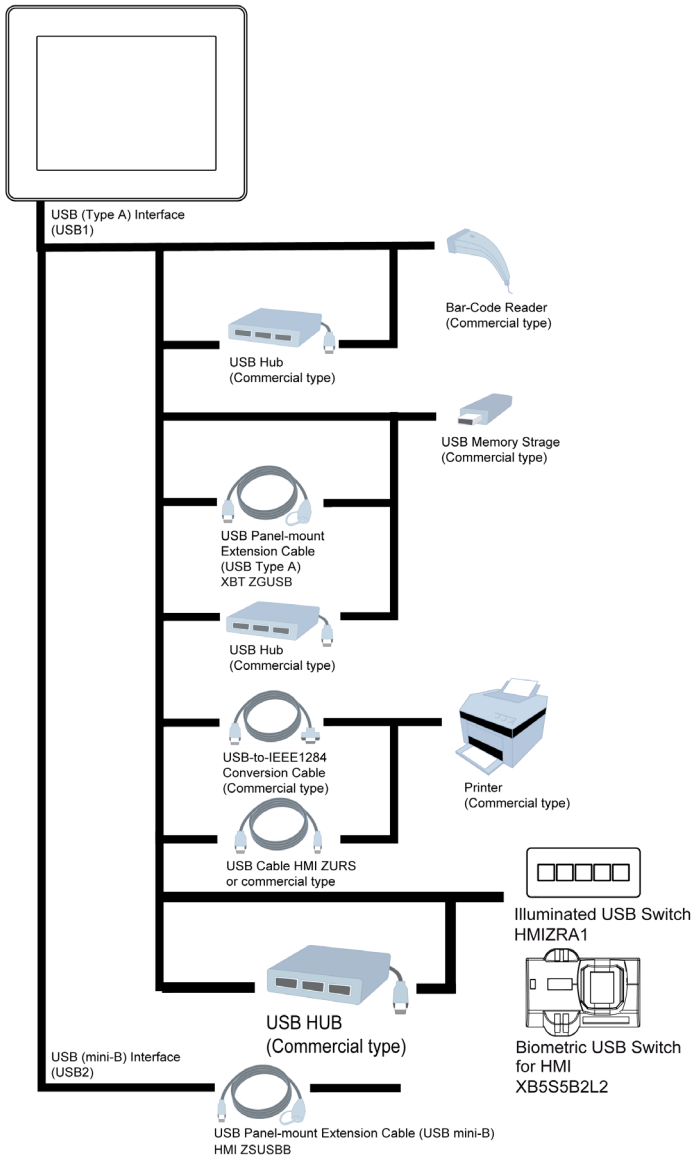 USB (Type A) Interface
(USB1)
Bar-Code Reader
(Commercial type)
USB Hub
(Commercial type)
USB Memory Strage
(Commercial type)
USB Panel-mount
Extension Cable
(USB Type A)
XBT ZGUSB
USB Hub
(Commercial type)
USB-to-IEEE1284
Conversion Cable
(Commercial type)
Printer
(Commercial type)
USB Cable HMI ZURS
or commercial type
Illuminated USB Switch
HMIZRA1
USB HUB
(Commercial type)
Biometric USB Switch
for HMI
XB5S5B2L2
USB (mini-B) Interface
(USB2)
USB Panel-mount Extension Cable (USB mini-B)
HMI ZSUSBB